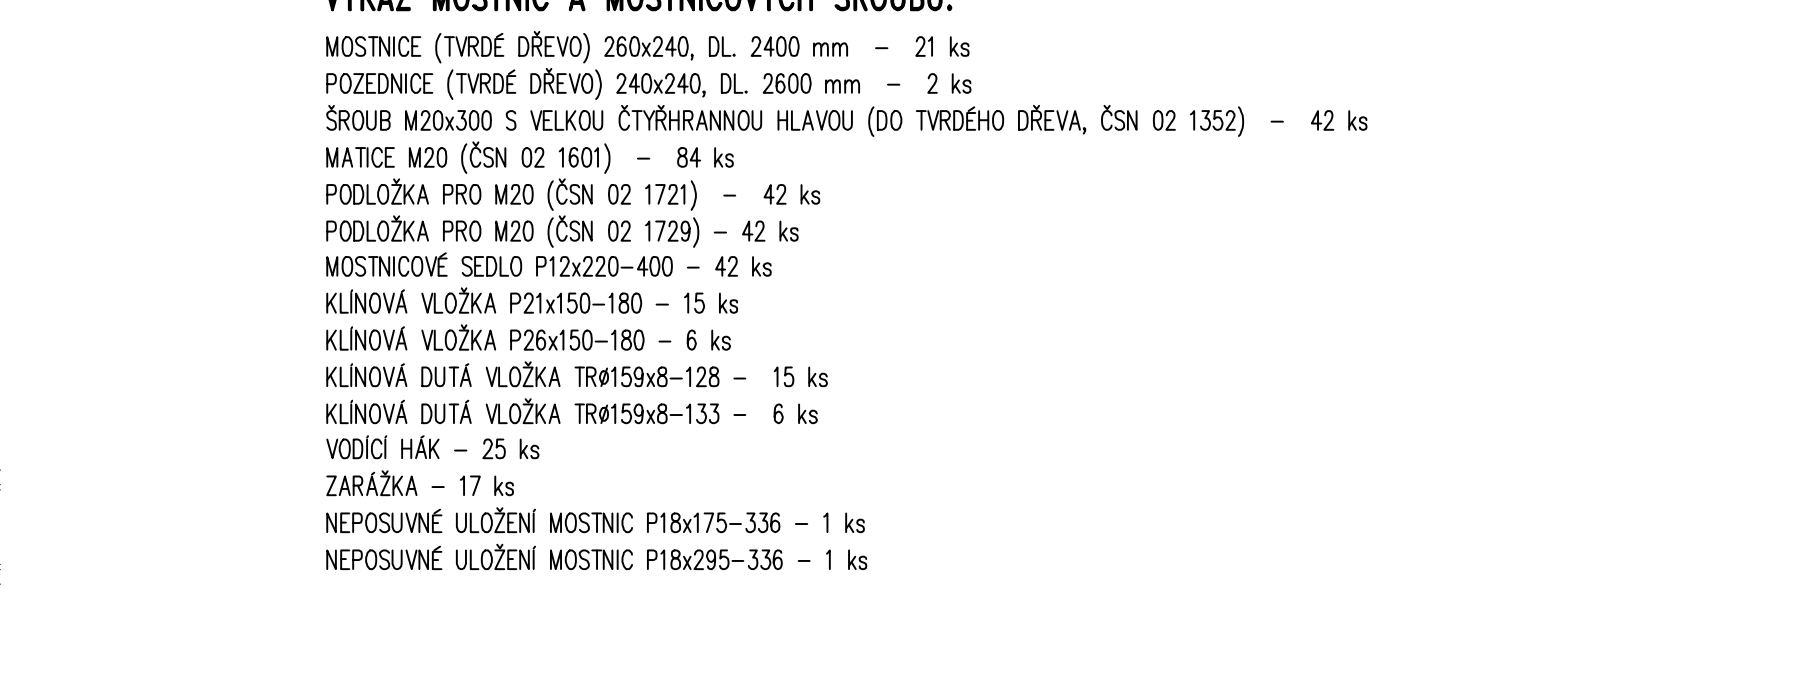 VÝKAZ MOSTNIC A MOSTNICOVÝCH ŠROUBŮ:
MOSTNICE (TVRDÉ DŘEVO) 260x240, DL. 2400 mm – 21 ks
POZEDNICE (TVRDÉ DŘEVO) 240x240, DL. 2600 mm – 2 ks
ŠROUB M20x300 S VELKOU ČTYŘHRANNOU HLAVOU (DO TVRDÉHO DŘEVA, ČSN 02 1352) – 42 ks
MATICE M20 (ČSN 02 1601) – 84 ks
PODLOŽKA PRO M20 (ČSN 02 1721) – 42 ks
PODLOŽKA PRO M20 (ČSN 02 1729) – 42 ks
MOSTNICOVÉ SEDLO P12x220–400 – 42 ks
KLÍNOVÁ VLOŽKA P21x150–180 – 15 ks
KLÍNOVÁ VLOŽKA P26x150–180 – 6 ks
KLÍNOVÁ DUTÁ VLOŽKA TRø159x8–128 – 15 ks
KLÍNOVÁ DUTÁ VLOŽKA TRø159x8–133 – 6 ks
VODÍCÍ HÁK – 25 ks
ZARÁŽKA – 17 ks
NEPOSUVNÉ ULOŽENÍ MOSTNIC P18x175–336 – 1 ks
NEPOSUVNÉ ULOŽENÍ MOSTNIC P18x295–336 – 1 ks